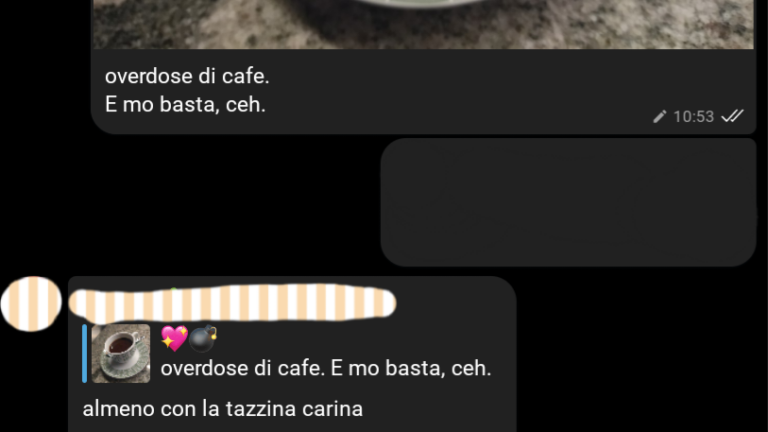 overdose di cafe.
E mo basta, ceh.
10:53
💖💣
overdose di cafe. E mo basta, ceh.
almeno con la tazzina carina